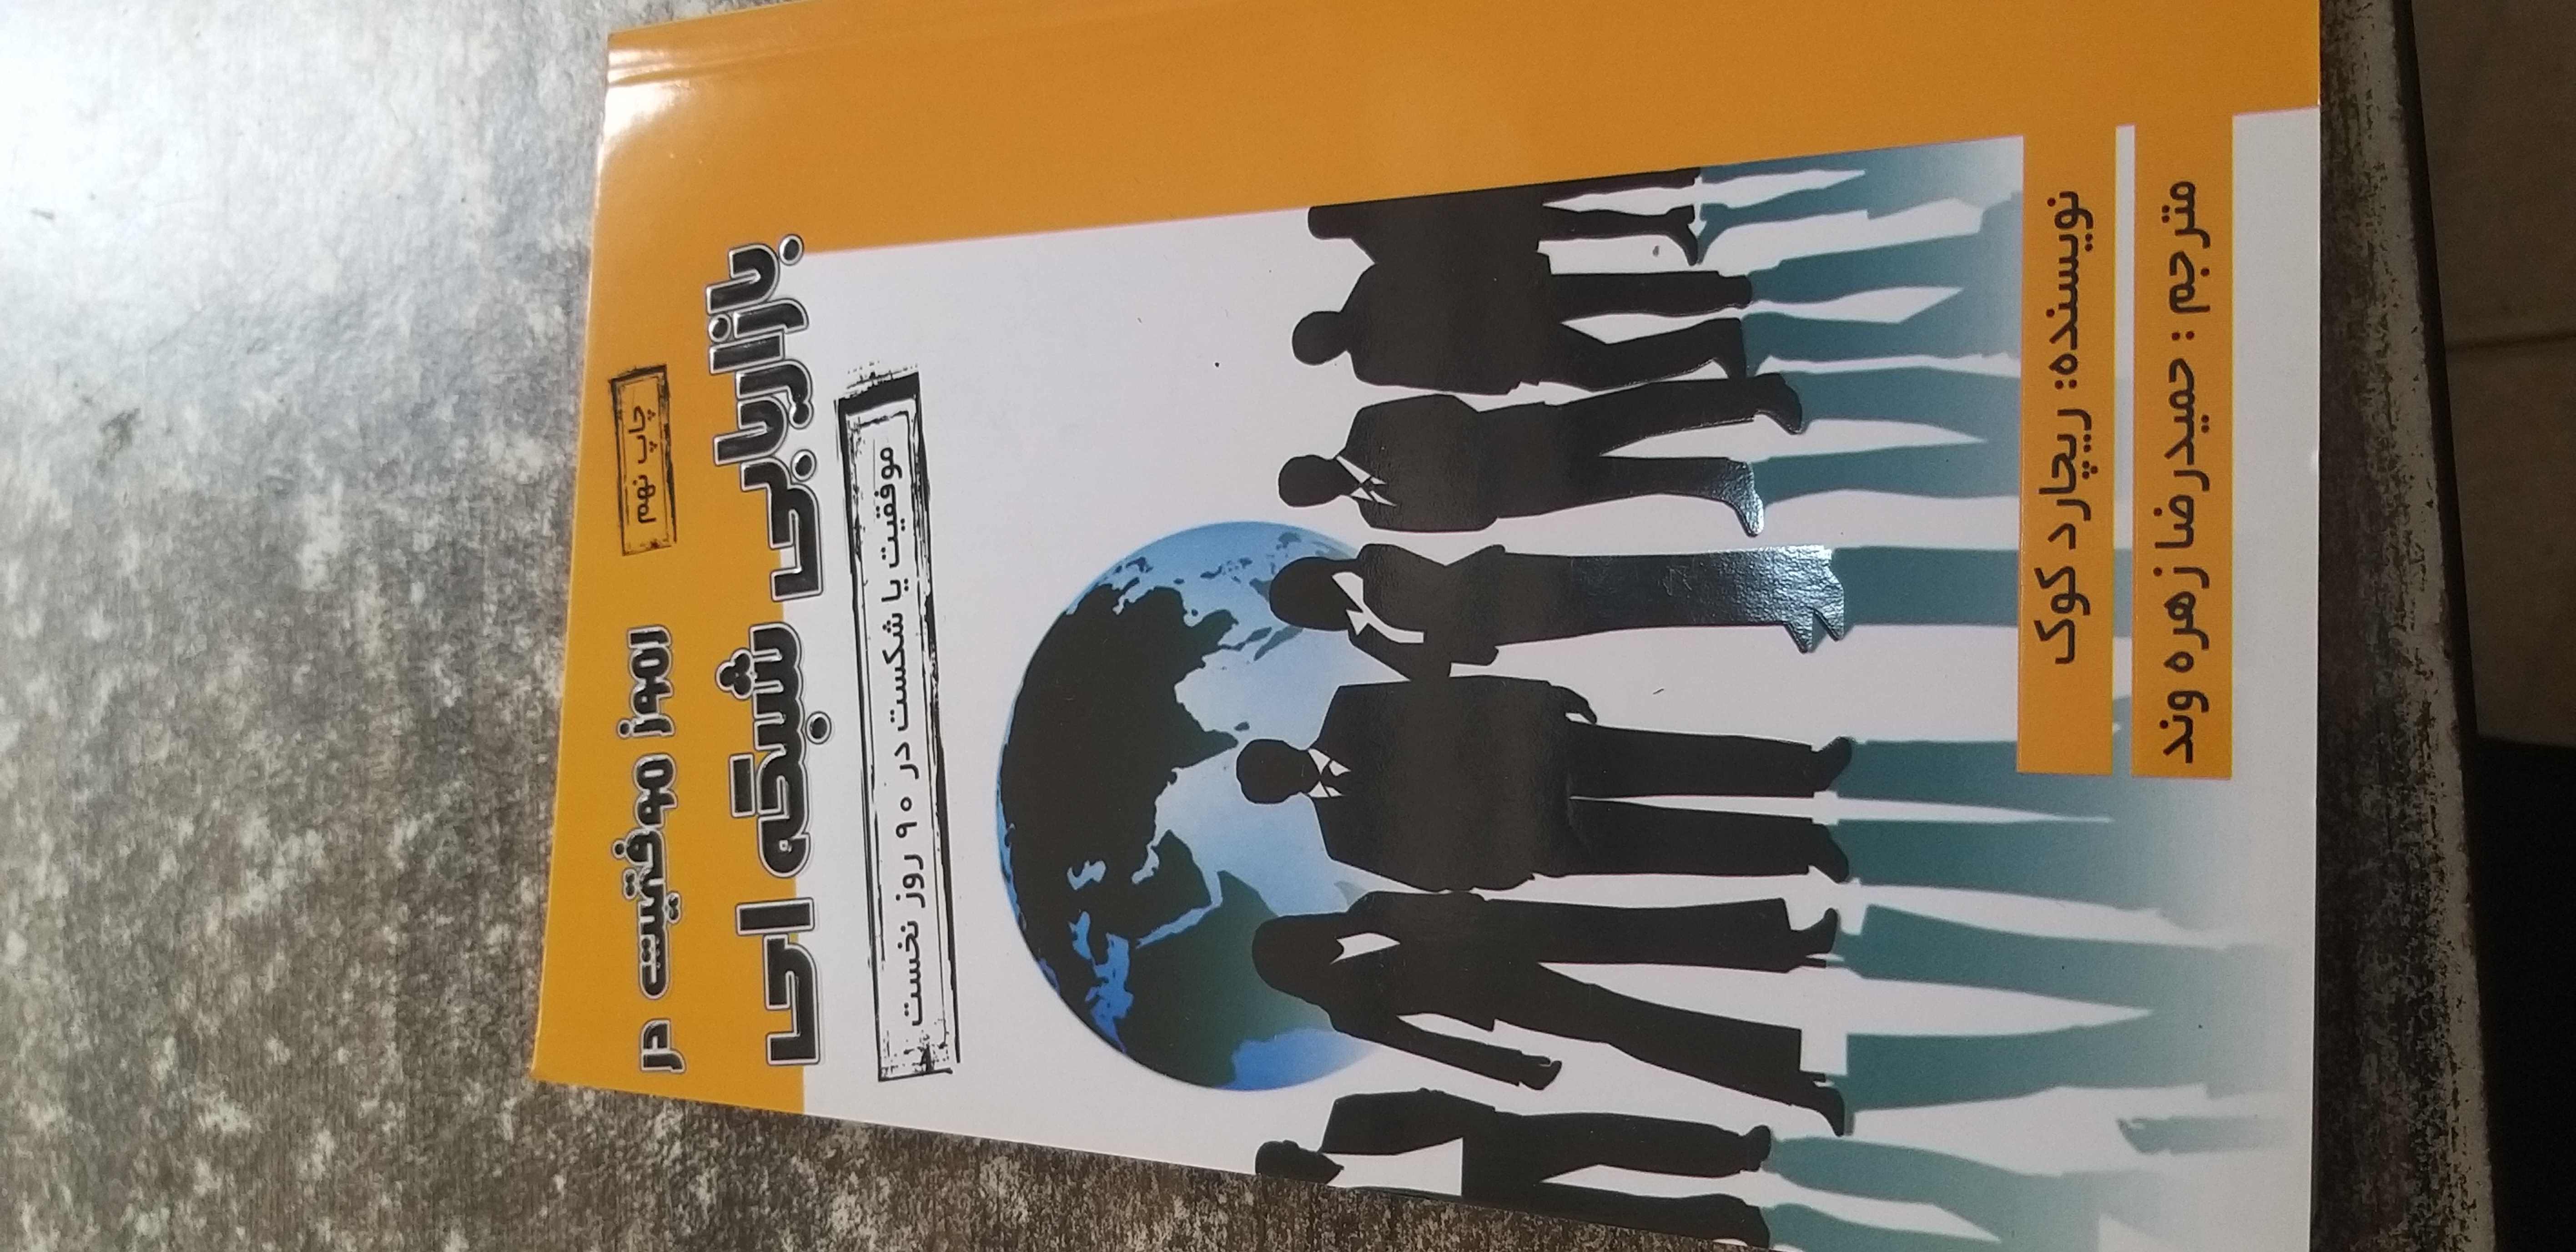 چاپ نهم
رموز موفقیت در
بازاریابی شبکه ای
موفقیت یا شکست در ۹۰ روز نخست
نویسنده: ریچارد کوک
مترجم : حمیدرضا زهره وند